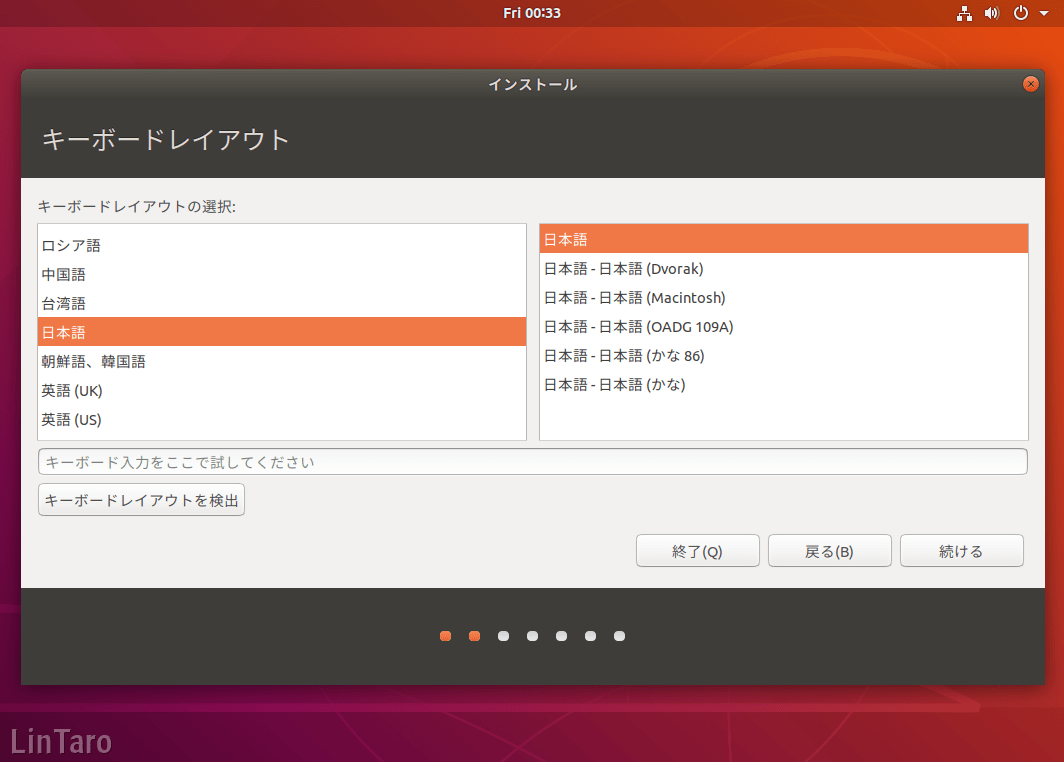 Fri 00:33
インストール
キーボードレイアウト
キーボードレイアウトの選択:
ロシア語
中国語
台湾語
日本語
朝鮮語、韓国語
英語 (UK)
英語 (US)
日本語
日本語 - 日本語 (Dvorak)
日本語 - 日本語 (Macintosh)
日本語 - 日本語 (OADG 109A)
日本語 - 日本語 (かな 86)
日本語 - 日本語 (かな)
キーボード入力をここで試してください
キーボードレイアウトを検出
終了(Q) 戻る(B) 続ける
LinTaro